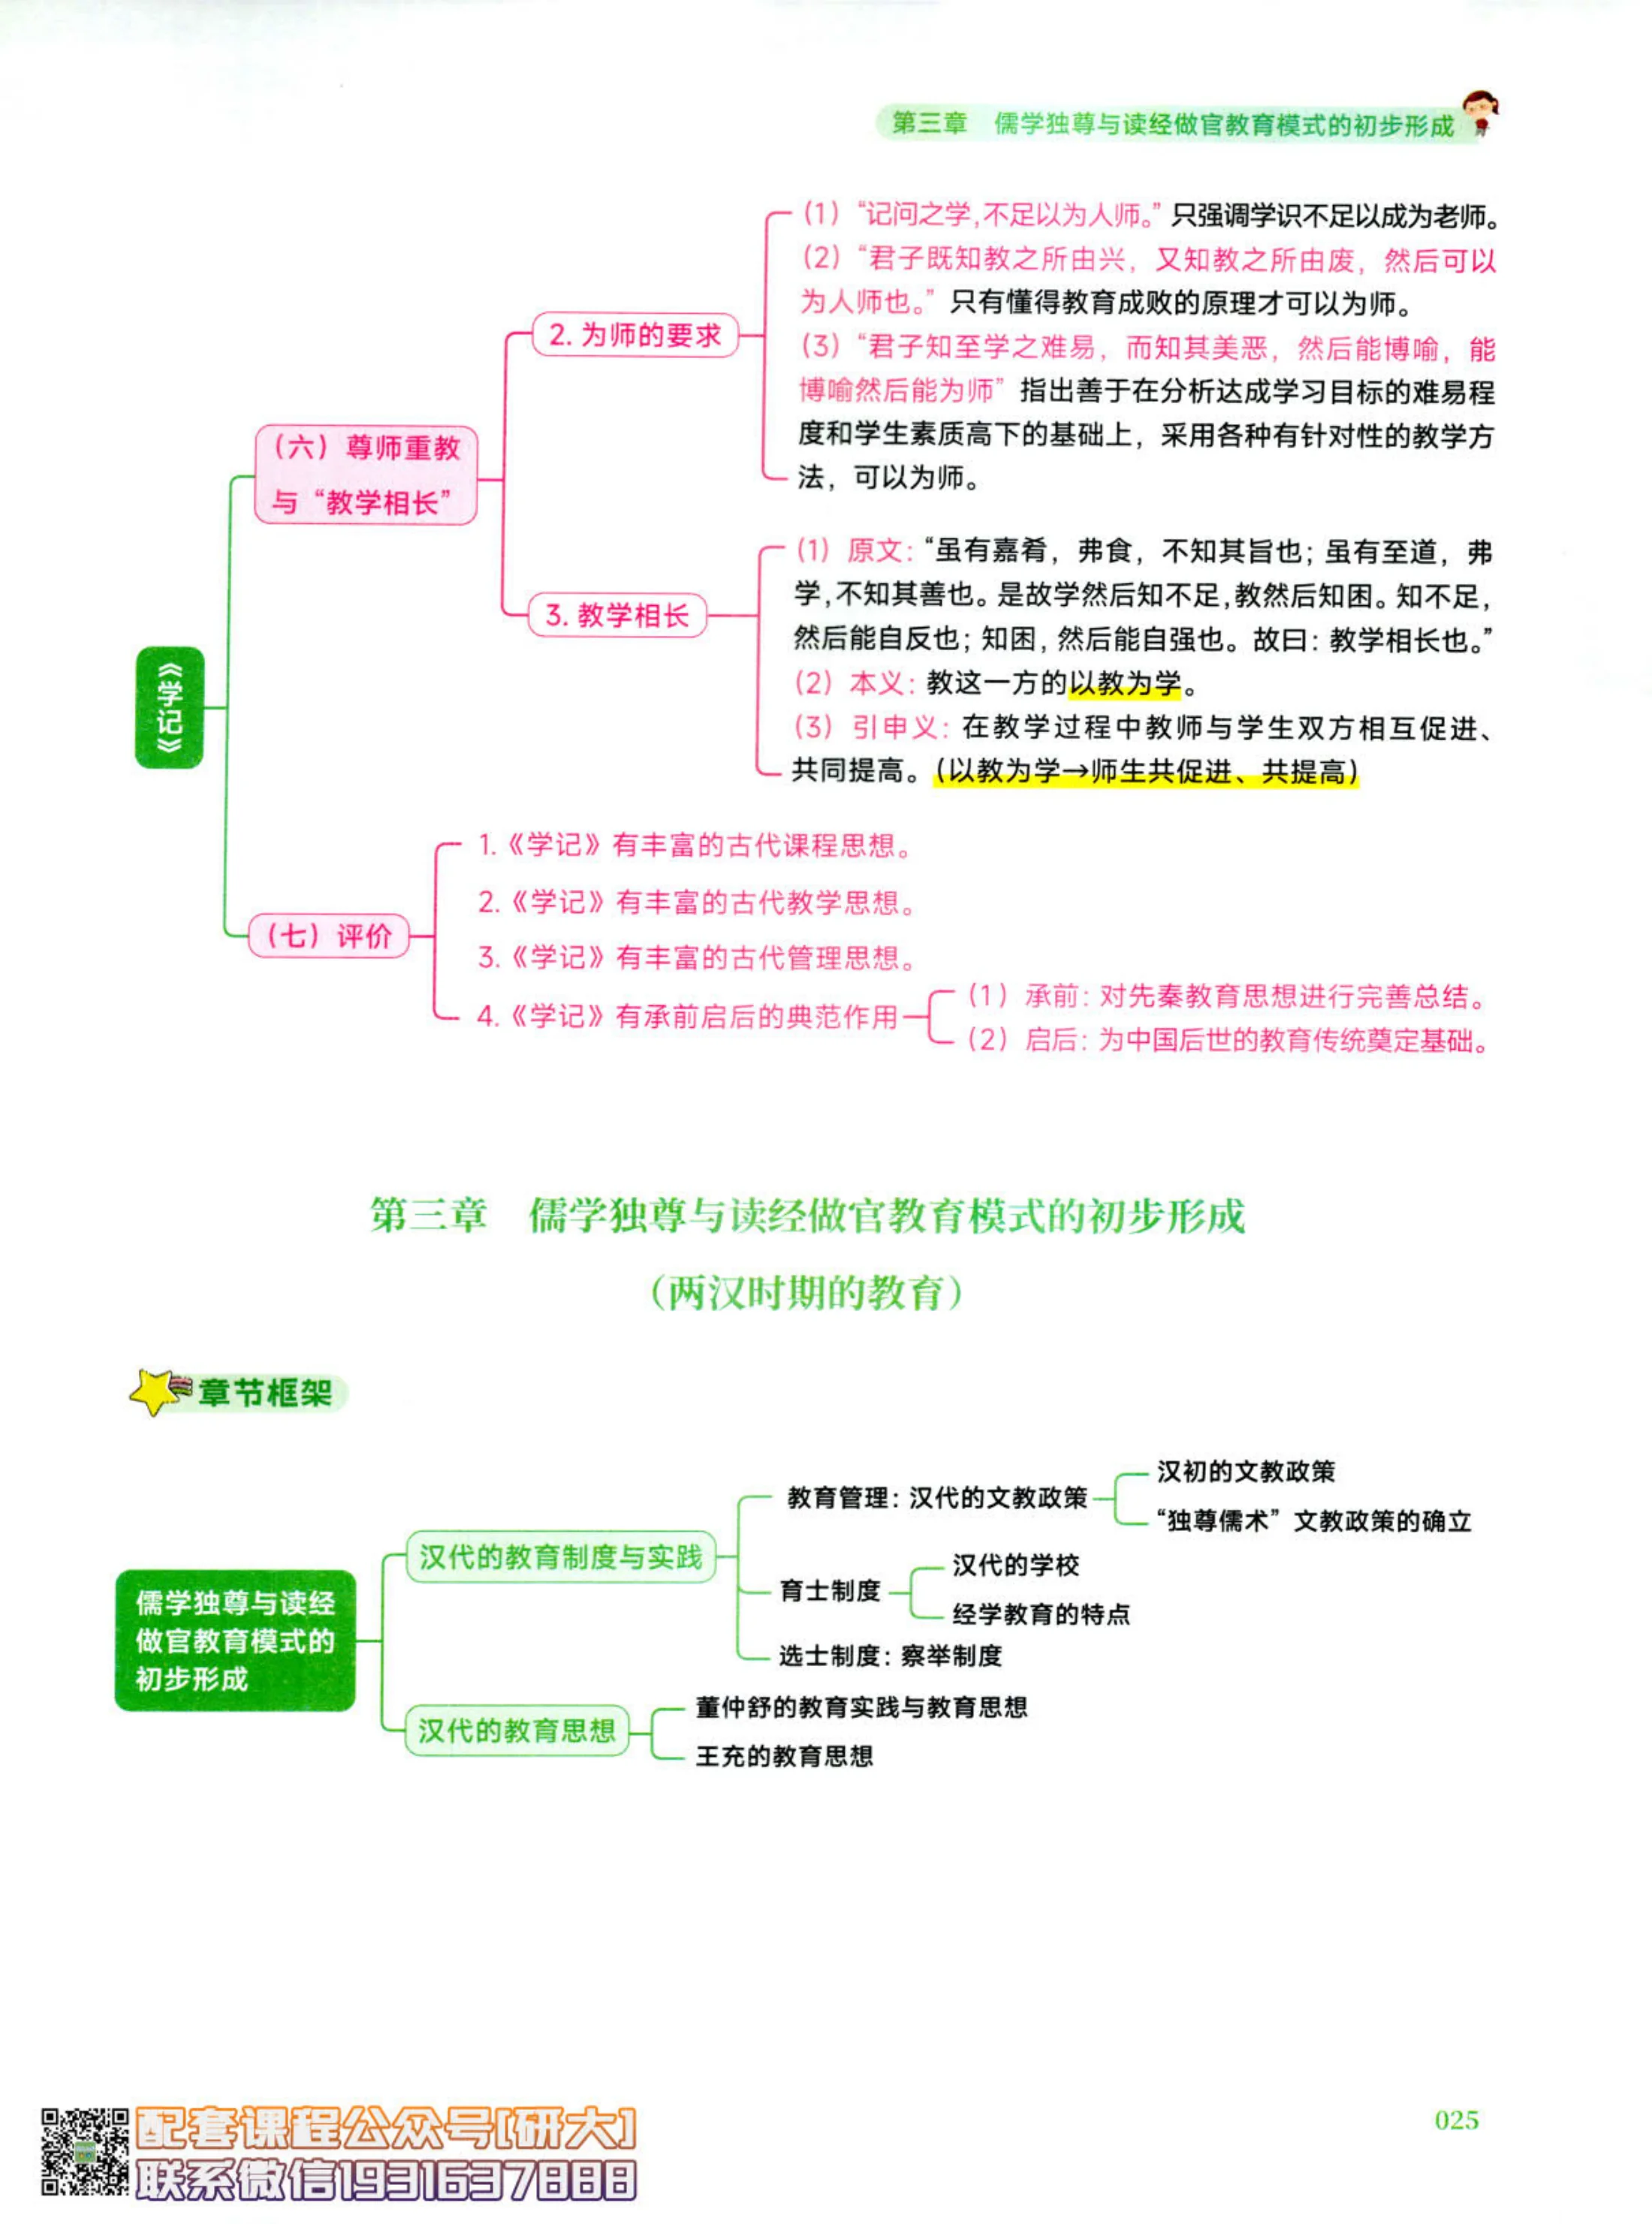 第三章 儒学独尊与读经做官教育模式的初步形成
《学记》
（六）尊师重教
与“教学相长”
2. 为师的要求
（1）“记问之学，不足以为人师。”只强调学识不足以成为老师。
（2）“君子既知教之所由兴，又知教之所由废，然后可以
为人师也。”只有懂得教育成败的原理才可以为师。
（3）“君子知至学之难易，而知其美恶，然后能博喻，能
博喻然后能为师”指出善于在分析达成学习目标的难易程
度和学生素质高下的基础上，采用各种有针对性的教学方
法，可以为师。
3. 教学相长
（1）原文：“虽有嘉肴，弗食，不知其旨也；虽有至道，弗
学，不知其善也。是故学然后知不足，教然后知困。知不足，
然后能自反也；知困，然后能自强也。故曰：教学相长也。”
（2）本义：教这一方的以教为学。
（3）引申义：在教学过程中教师与学生双方相互促进、
共同提高。（以教为学→师生共促进、共提高）
（七）评价
1.《学记》有丰富的古代课程思想。
2.《学记》有丰富的古代教学思想。
3.《学记》有丰富的古代管理思想。
4.《学记》有承前启后的典范作用
（1）承前：对先秦教育思想进行完善总结。
（2）启后：为中国后世的教育传统奠定基础。
第三章 儒学独尊与读经做官教育模式的初步形成
（两汉时期的教育）
章节框架
儒学独尊与读经
做官教育模式的
初步形成
汉代的教育制度与实践
教育管理：汉代的文教政策
汉初的文教政策
“独尊儒术”文教政策的确立
育士制度
汉代的学校
经学教育的特点
选士制度：察举制度
汉代的教育思想
董仲舒的教育实践与教育思想
王充的教育思想
配套课程公众号[研大]
联系微信1931637888
025